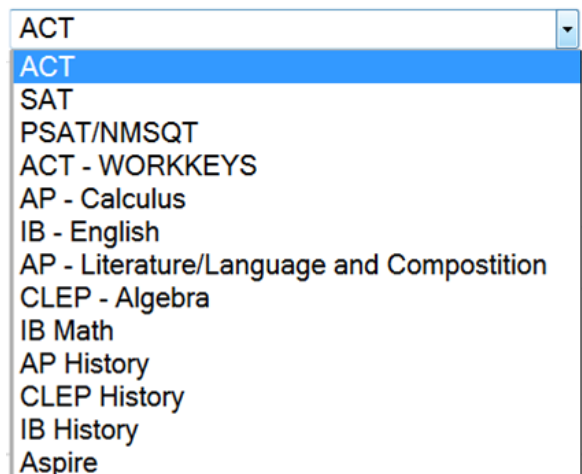 ACT
ACT
SAT
PSAT/NMSQT
ACT - WORKKEYS
AP - Calculus
IB - English
AP - Literature/Language and Compostition
CLEP - Algebra
IB Math
AP History
CLEP History
IB History
Aspire